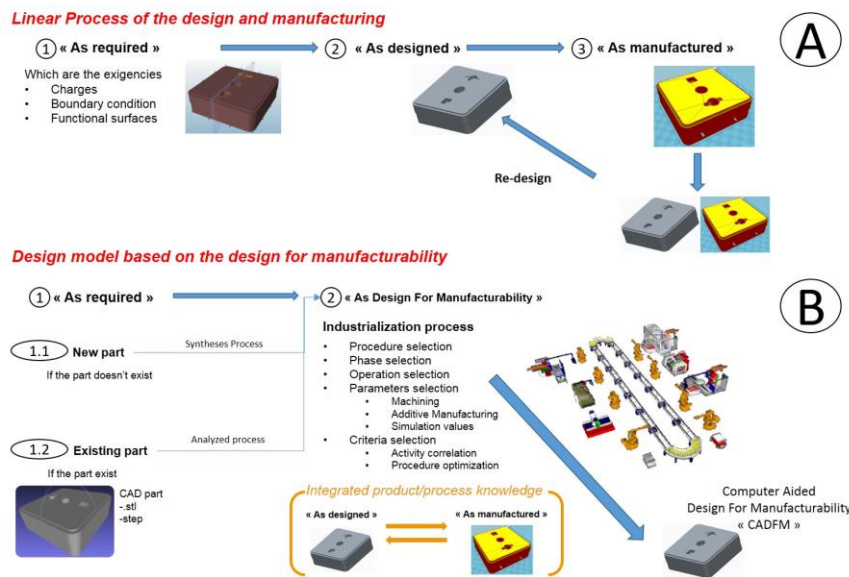 Linear Process of the design and manufacturing
A
1 « As required »
2 « As designed »
3 « As manufactured »
Which are the exigencies
• Charges
• Boundary condition
• Functional surfaces
Re-design
Design model based on the design for manufacturability
B
1 « As required »
2 « As Design For Manufacturability »
1.1 New part
Syntheses Process
If the part doesn't exist
Industrialization process
• Procedure selection
• Phase selection
• Operation selection
• Parameters selection
• Machining
• Additive Manufacturing
• Simulation values
• Criteria selection
• Activity correlation
• Procedure optimization
1.2 Existing part
Analyzed process
If the part exist
CAD part
-.stl
-step
Integrated product/process knowledge
« As designed »
« As manufactured »
Computer Aided
Design For Manufacturability
« CADFM »